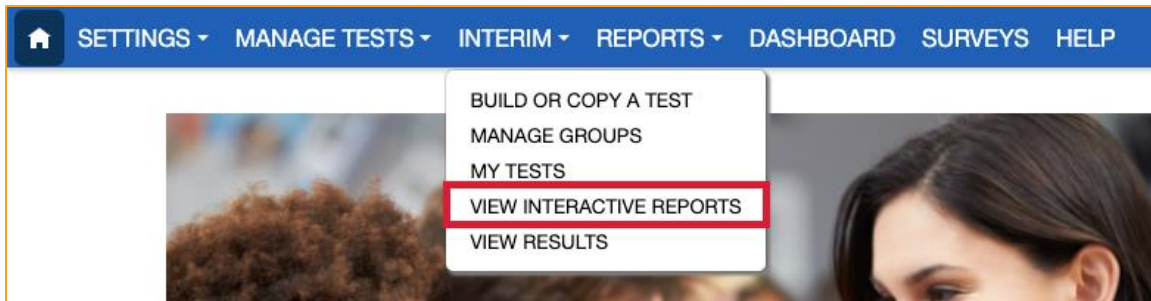 SETTINGS MANAGE TESTS INTERIM REPORTS DASHBOARD SURVEYS HELP
BUILD OR COPY A TEST
MANAGE GROUPS
MY TESTS
VIEW INTERACTIVE REPORTS
VIEW RESULTS